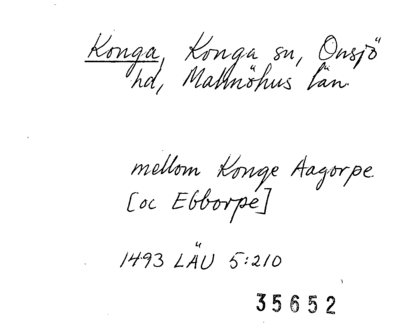 Konga, Konga sn, Onsjö
hd, Malmöhus län.
mellom Konge Aagorpe
[oc Ebborpe]
1493 LÄU 5:210
35652